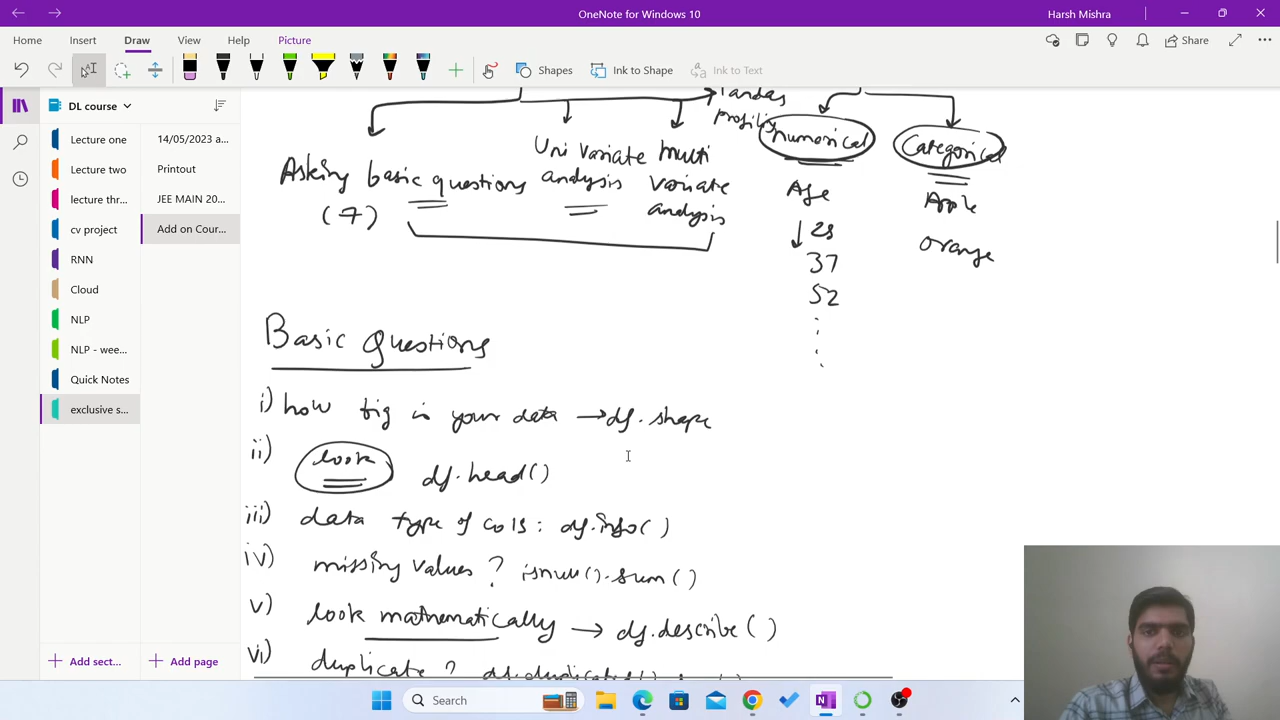 OneNote for Windows 10
Harsh Mishra
Home Insert Draw View Help Picture
Share
Shapes Ink to Shape Ink to Text
DL course
Lecture one
Lecture two
lecture thr...
cv project
RNN
Cloud
NLP
NLP - wee...
Quick Notes
exclusive s...
Add sect...
14/05/2023 a...
Printout
JEE MAIN 20...
Add on Cour...
Add page
Pandas
profiling
Asking basic questions
(7)
Uni variate
analysis
multi
variate
analysis
numerical
Age
28
37
52
Categorical
Apple
orange
Basic Questions
i) how big is your data → df.shape
ii) look df.head()
iii) data type of cols : df.info()
iv) missing values ? isnull().sum()
v) look mathematically → df.describe()
vi) duplicate ? df.duplicated()
Search